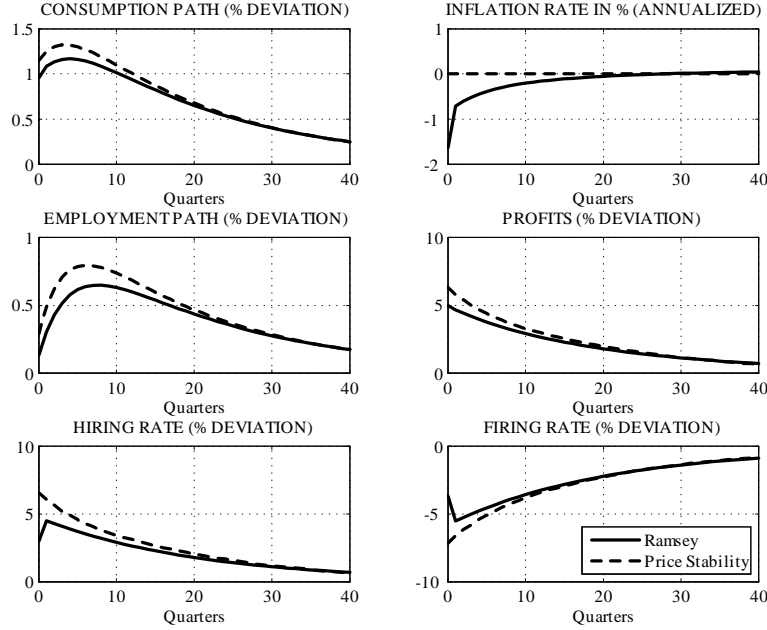 CONSUMPTION PATH (% DEVIATION)
1.5
1
0.5
0
0 10 20 30 40
Quarters
INFLATION RATE IN % (ANNUALIZED)
1
0
-1
-2
0 10 20 30 40
Quarters
EMPLOYMENT PATH (% DEVIATION)
1
0.5
0
0 10 20 30 40
Quarters
PROFITS (% DEVIATION)
10
5
0
0 10 20 30 40
Quarters
HIRING RATE (% DEVIATION)
10
5
0
0 10 20 30 40
Quarters
FIRING RATE (% DEVIATION)
0
-5
-10
0 10 20 30 40
Quarters
Ramsey
Price Stability